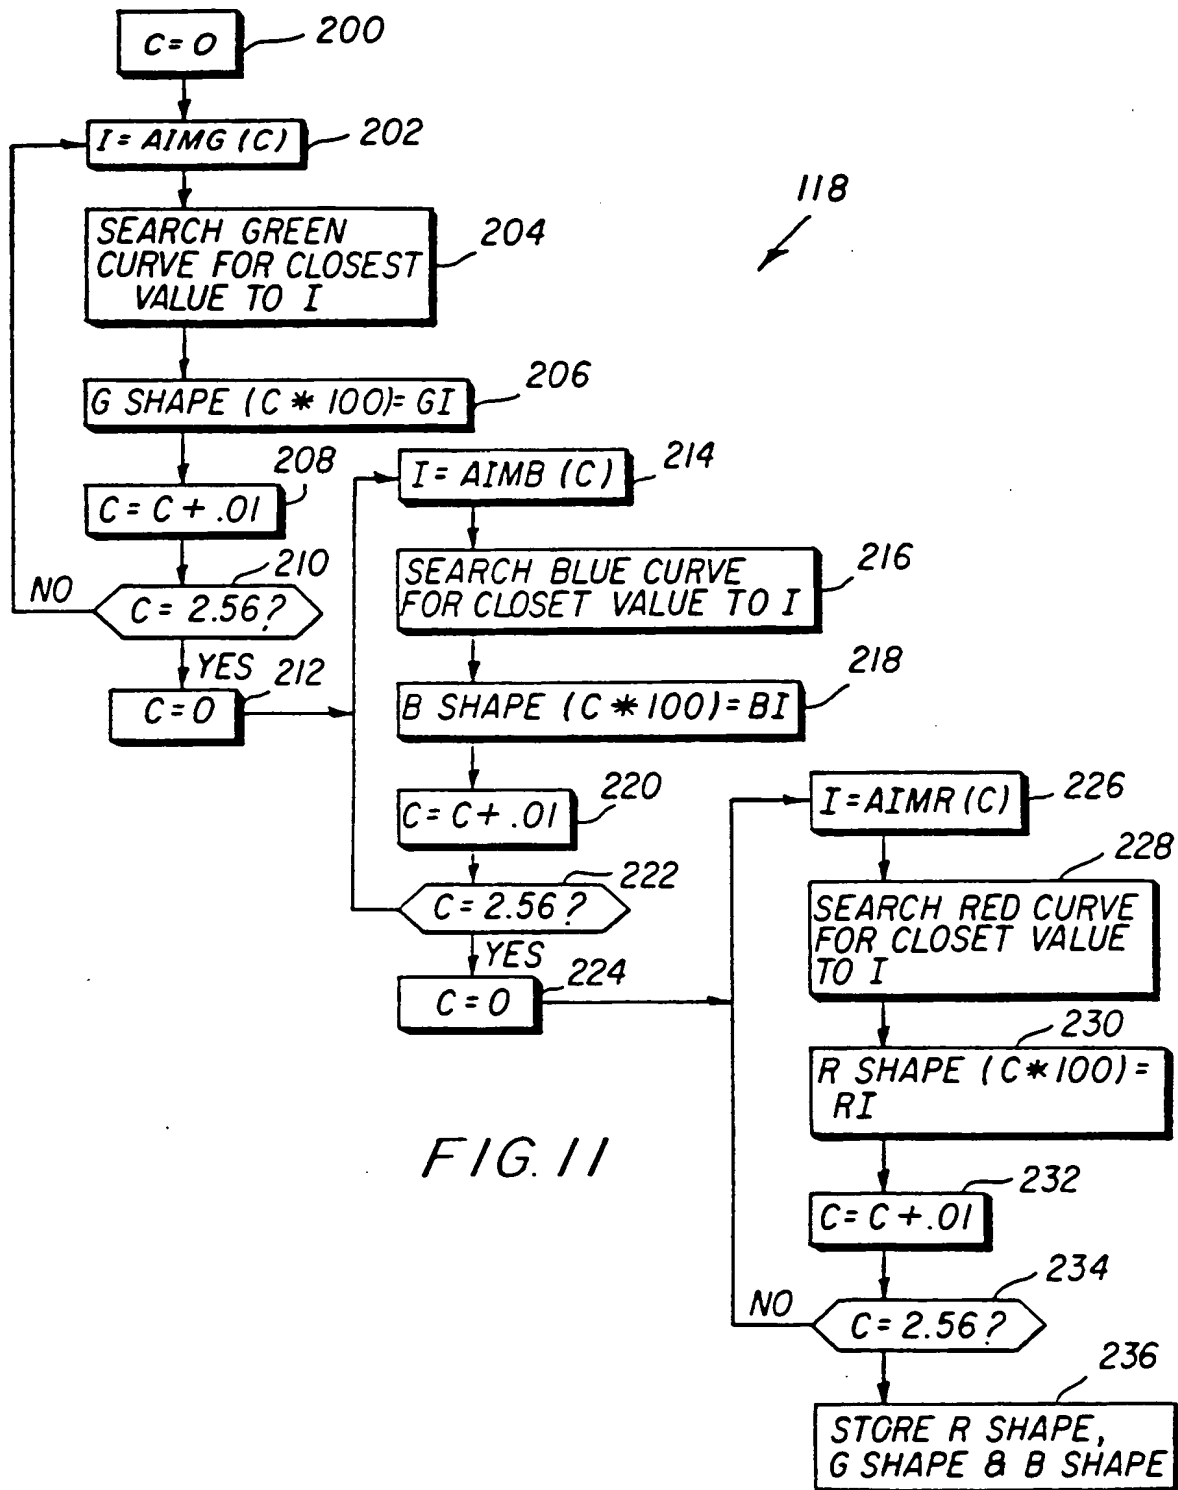 C = 0
200
I = AIMG (C)
202
118
SEARCH GREEN
CURVE FOR CLOSEST
VALUE TO I
204
G SHAPE (C * 100) = GI
206
C = C + .01
208
C = 2.56?
210
NO
YES
C = 0
212
I = AIMB (C)
214
SEARCH BLUE CURVE
FOR CLOSET VALUE TO I
216
B SHAPE (C * 100) = BI
218
C = C + .01
220
C = 2.56?
222
YES
C = 0
224
I = AIMR (C)
226
SEARCH RED CURVE
FOR CLOSET VALUE
TO I
228
R SHAPE (C * 100) =
RI
230
C = C + .01
232
C = 2.56?
234
NO
STORE R SHAPE,
G SHAPE & B SHAPE
236
FIG. 11